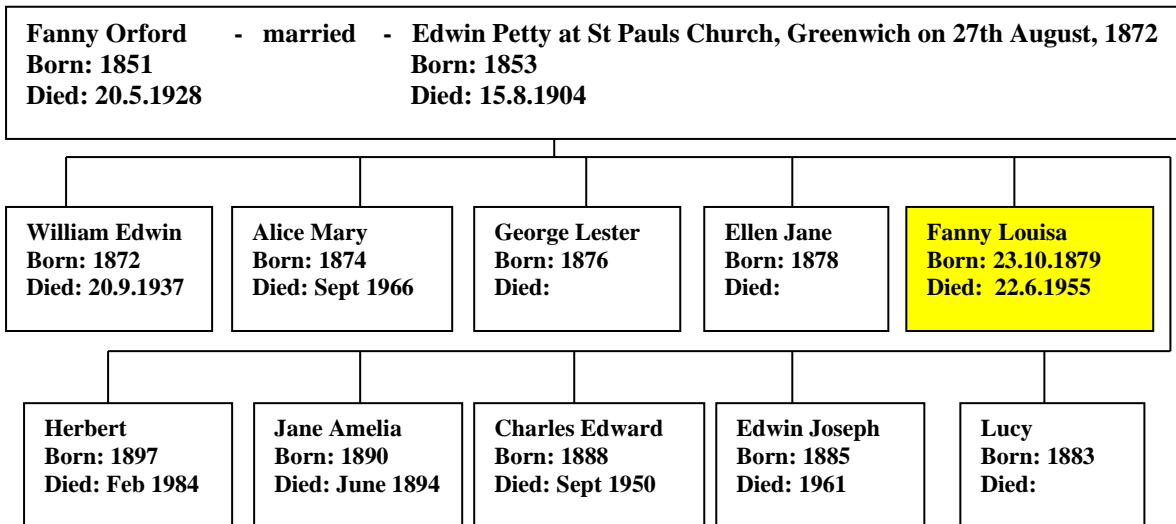 Fanny Orford - married - Edwin Petty at St Pauls Church, Greenwich on 27th August, 1872
Born: 1851 Born: 1853
Died: 20.5.1928 Died: 15.8.1904
William Edwin
Born: 1872
Died: 20.9.1937
Alice Mary
Born: 1874
Died: Sept 1966
George Lester
Born: 1876
Died:
Ellen Jane
Born: 1878
Died:
Fanny Louisa
Born: 23.10.1879
Died: 22.6.1955
Herbert
Born: 1897
Died: Feb 1984
Jane Amelia
Born: 1890
Died: June 1894
Charles Edward
Born: 1888
Died: Sept 1950
Edwin Joseph
Born: 1885
Died: 1961
Lucy
Born: 1883
Died: